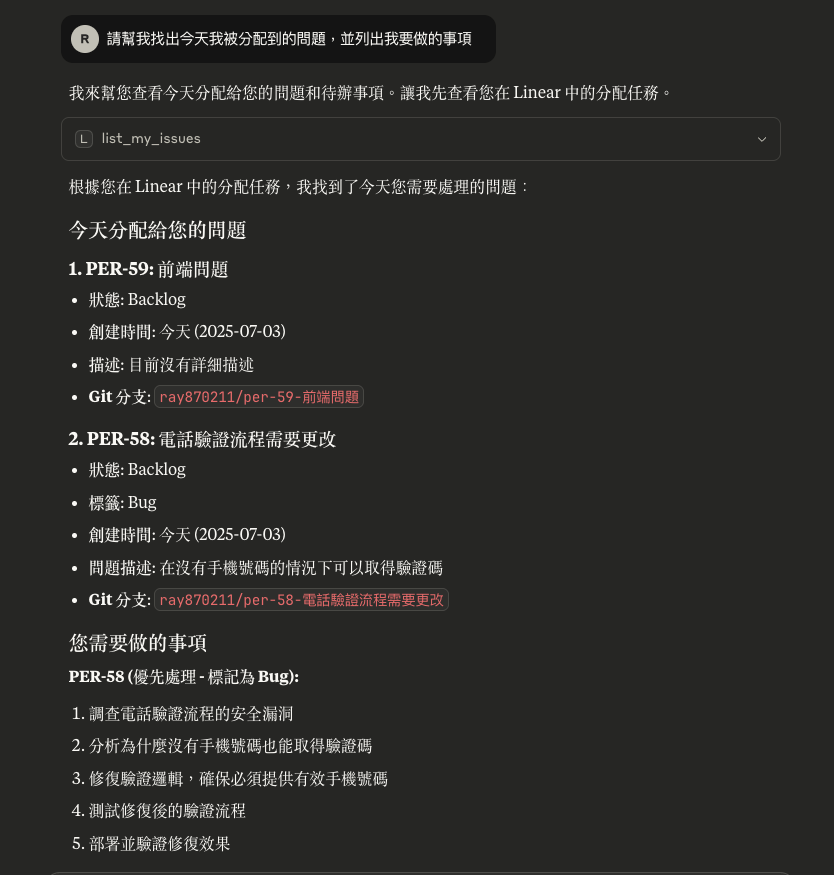 R 請幫我找出今天我被分配到的問題，並列出我要做的事項
我來幫您查看今天分配給您的問題和待辦事項。讓我先查看您在 Linear 中的分配任務。
L list_my_issues
根據您在 Linear 中的分配任務，我找到了今天您需要處理的問題：
今天分配給您的問題
1. PER-59: 前端問題
• 狀態: Backlog
• 創建時間: 今天 (2025-07-03)
• 描述: 目前沒有詳細描述
• Git 分支: ray870211/per-59-前端問題
2. PER-58: 電話驗證流程需要更改
• 狀態: Backlog
• 標籤: Bug
• 創建時間: 今天 (2025-07-03)
• 問題描述: 在沒有手機號碼的情況下可以取得驗證碼
• Git 分支: ray870211/per-58-電話驗證流程需要更改
您需要做的事項
PER-58 (優先處理 - 標記為 Bug):
1. 調查電話驗證流程的安全漏洞
2. 分析為什麼沒有手機號碼也能取得驗證碼
3. 修復驗證邏輯，確保必須提供有效手機號碼
4. 測試修復後的驗證流程
5. 部署並驗證修復效果